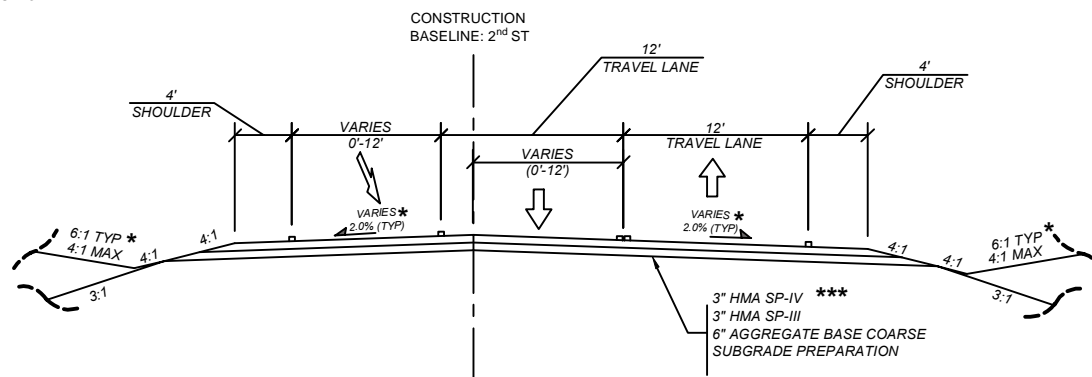 CONSTRUCTION
BASELINE: 2nd ST
12'
TRAVEL LANE
4'
SHOULDER
4'
SHOULDER
VARIES
0'-12'
12'
TRAVEL LANE
VARIES
(0'-12')
VARIES *
2.0% (TYP)
VARIES *
2.0% (TYP)
6:1 TYP *
4:1 MAX
4:1
4:1
3:1
4:1
4:1
6:1 TYP *
4:1 MAX
3:1
3" HMA SP-IV ***
3" HMA SP-III
6" AGGREGATE BASE COARSE
SUBGRADE PREPARATION